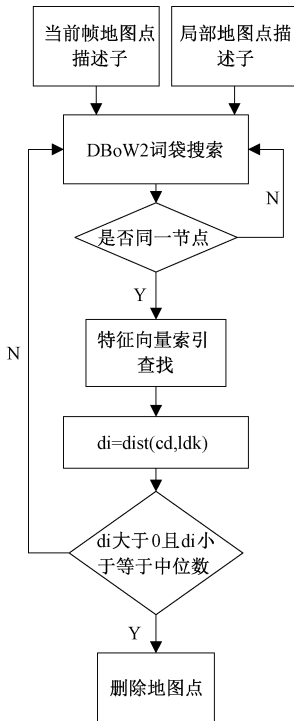 当前帧地图点
描述子
局部地图点描
述子
DBoW2词袋搜索
N
是否同一节点
Y
特征向量索引
查找
N
di=dist(cd,ldk)
di大于0且di小
于等于中位数
Y
删除地图点